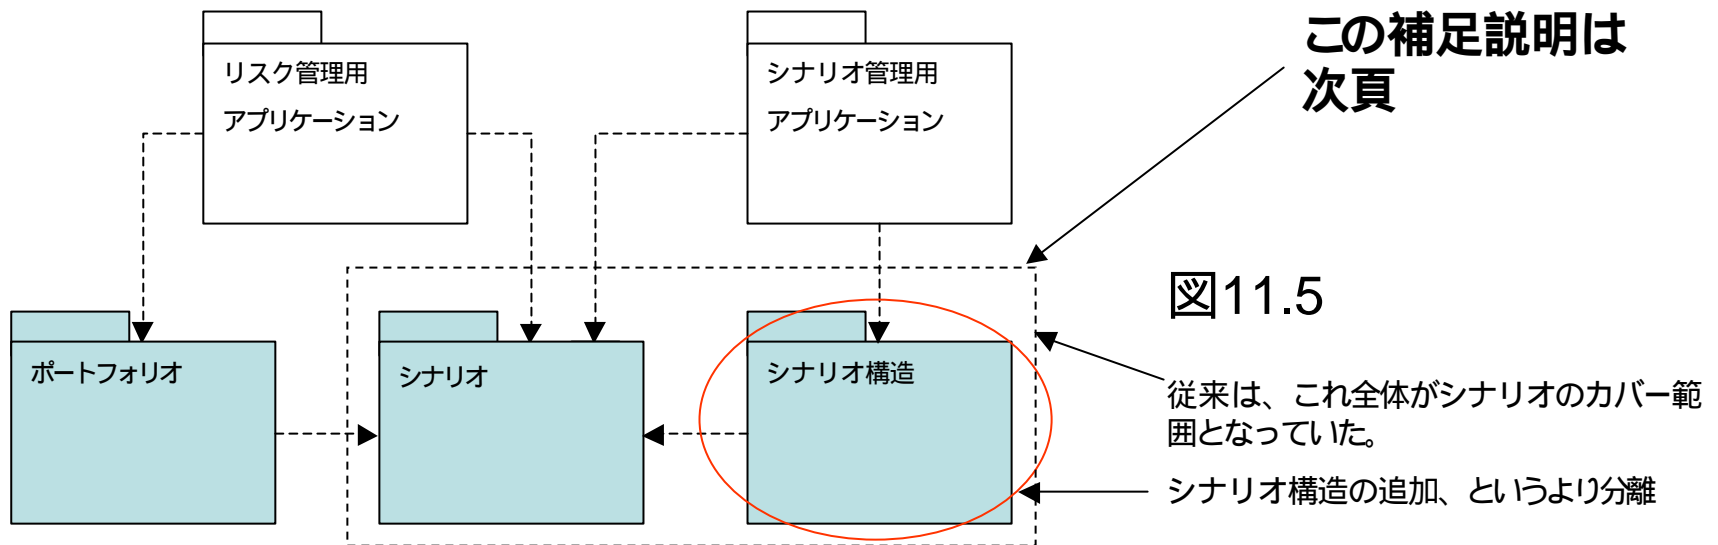 この補足説明は
次頁
リスク管理用
アプリケーション
シナリオ管理用
アプリケーション
図11.5
ポートフォリオ
シナリオ
シナリオ構造
従来は、これ全体がシナリオのカバー範
囲となっていた。
シナリオ構造の追加、というより分離